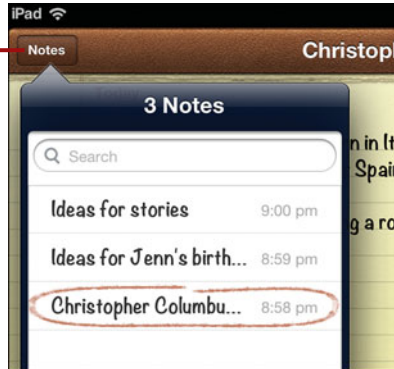 iPad
Notes
Christoph
3 Notes
Search
n in It
Spai
Ideas for stories 9:00 pm
g a ro
Ideas for Jenn's birth... 8:59 pm
Christopher Columbu... 8:58 pm